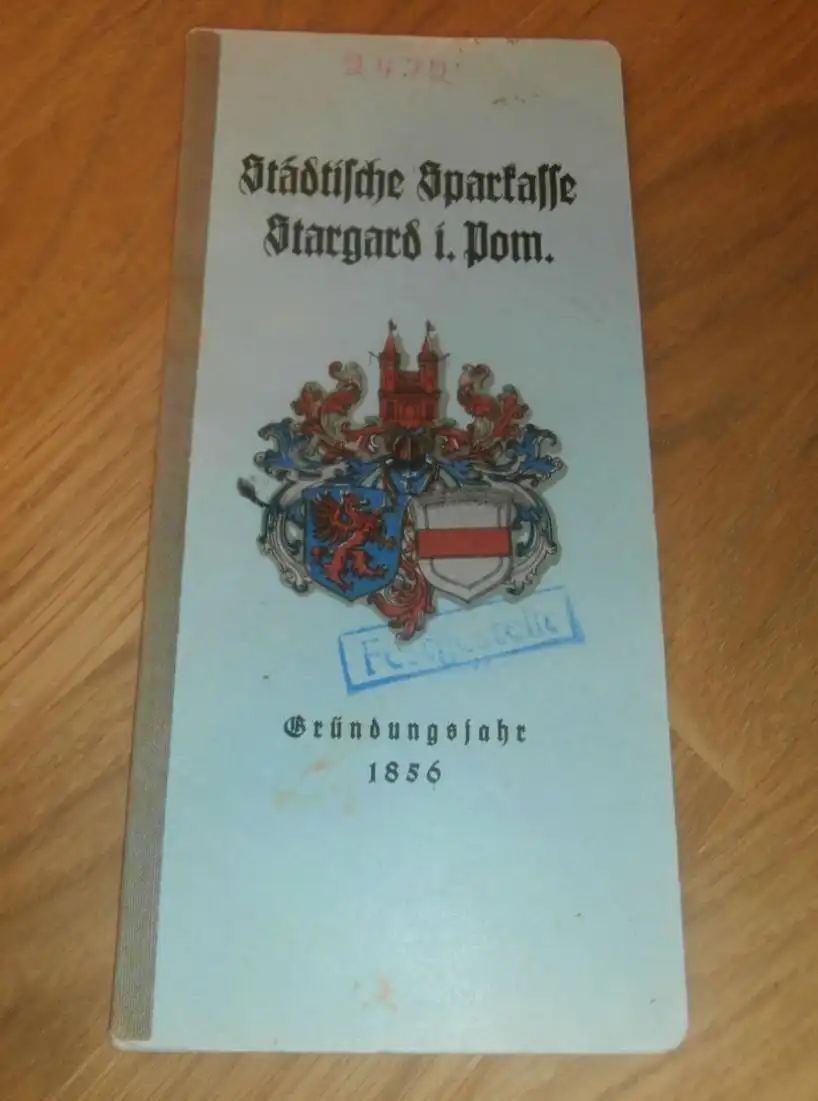 Städtische Sparkasse
Stargard i. Pom.
Gründungsjahr
1856